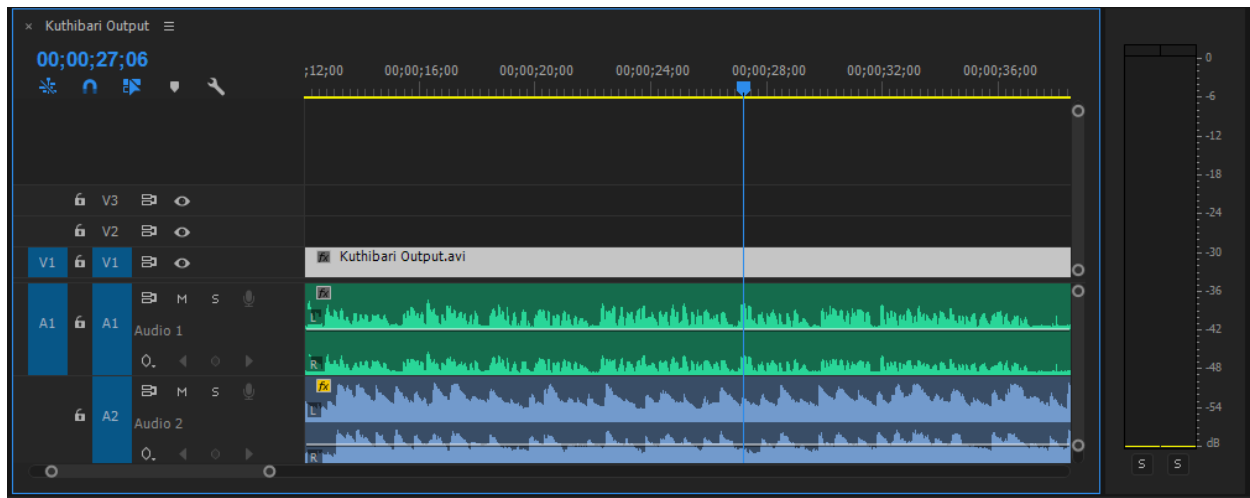 × Kuthibari Output ≡
00;00;27;06
;12;00 00;00;16;00 00;00;20;00 00;00;24;00 00;00;28;00 00;00;32;00 00;00;36;00
V3
V2
V1 V1 fx Kuthibari Output.avi
fx
M S
L
A1 A1
Audio 1
R
fx
M S
L
A2
Audio 2
R
0
-6
-12
-18
-24
-30
-36
-42
-48
-54
dB
S S